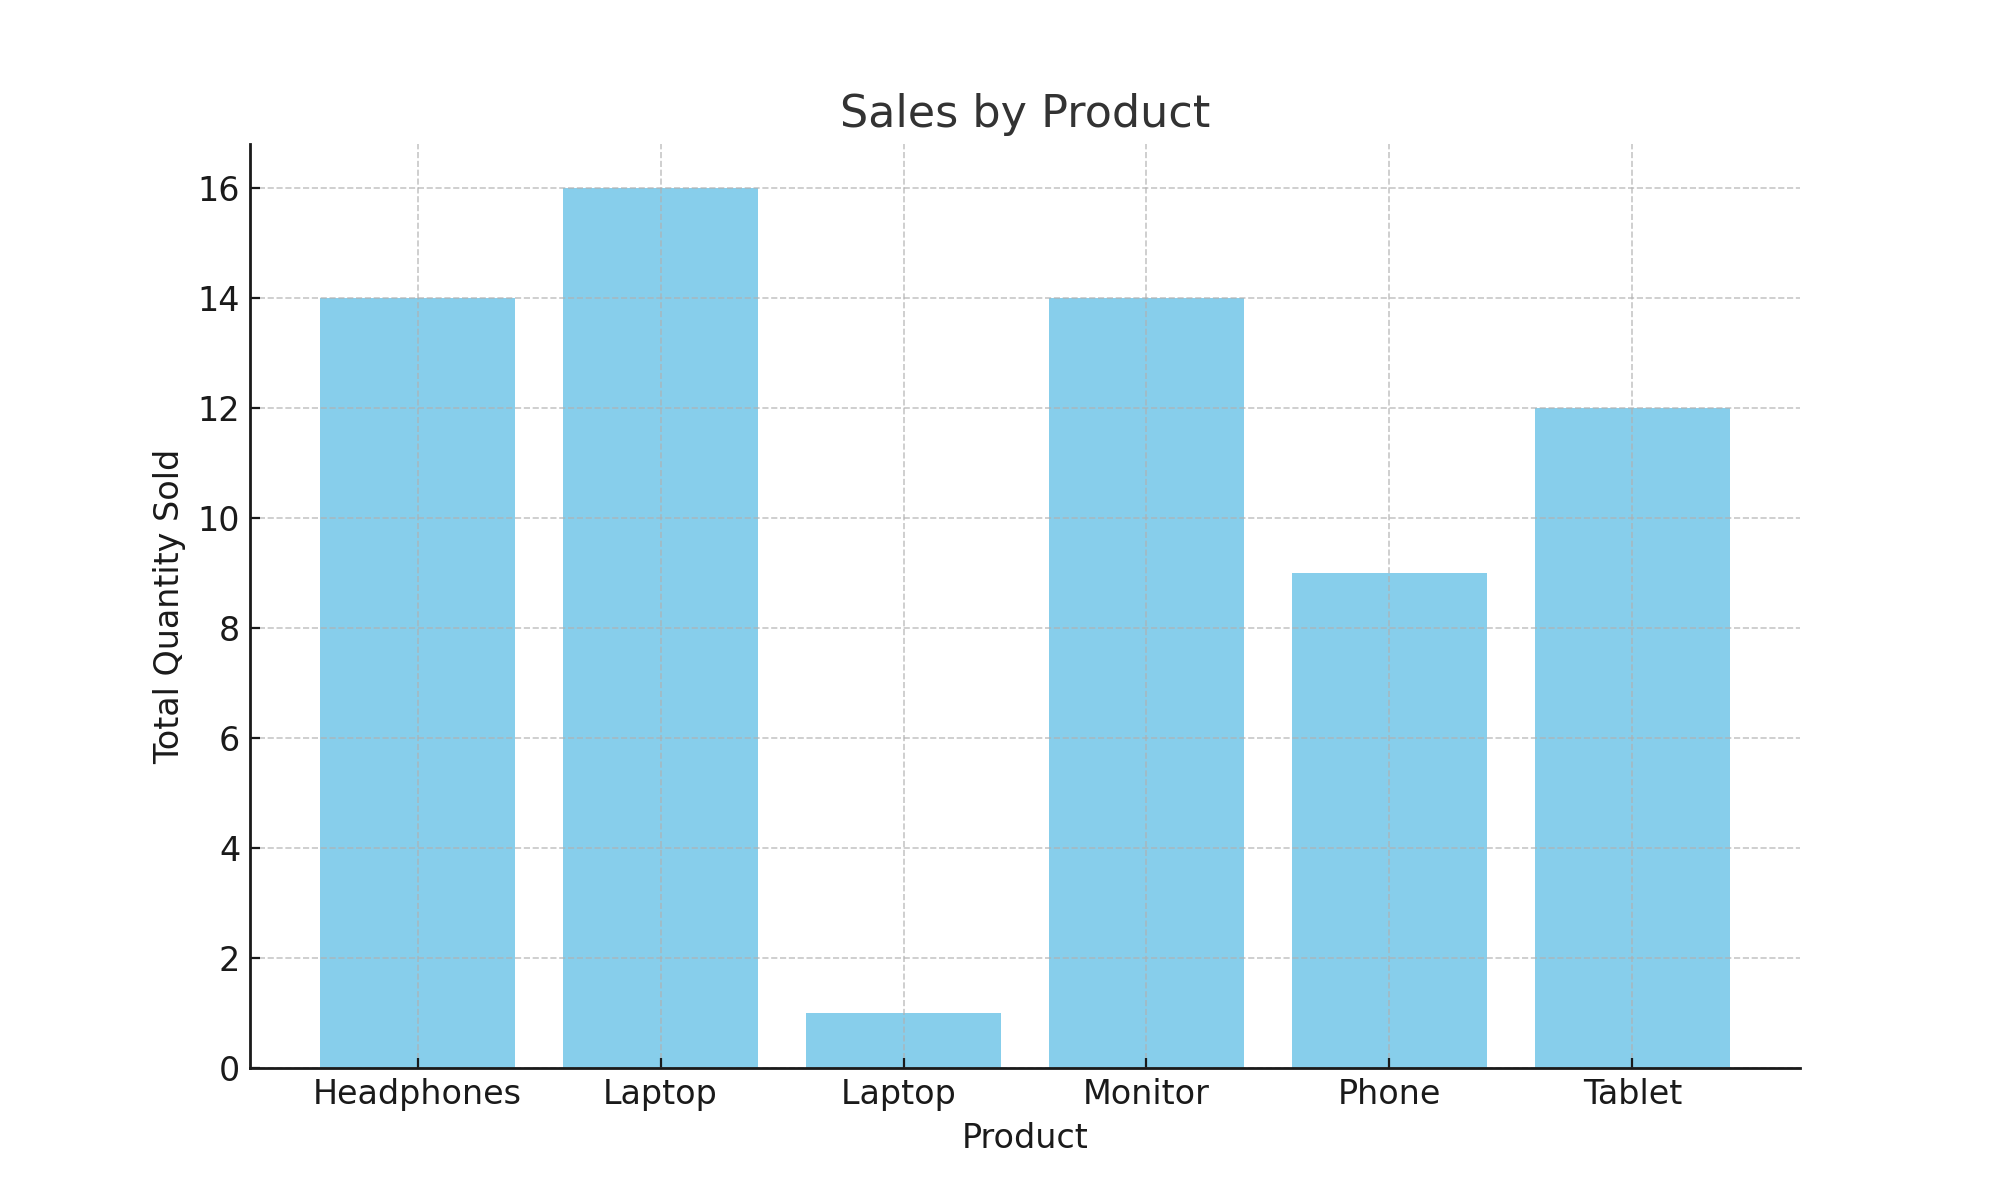 Sales by Product
16
14
12
10
8
6
4
2
0
Total Quantity Sold
Headphones Laptop Laptop Monitor Phone Tablet
Product